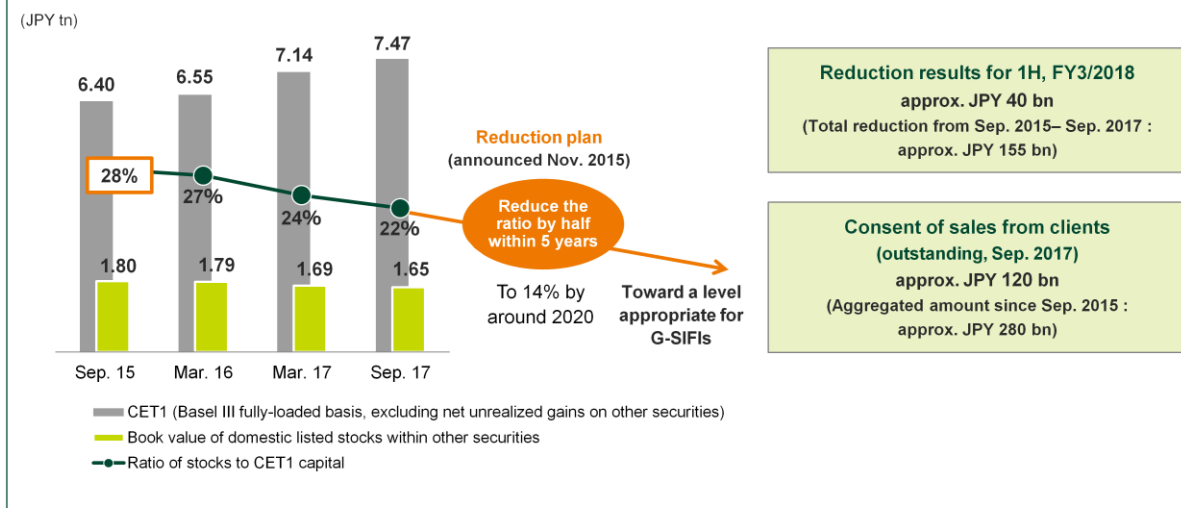 (JPY tn)
6.40
6.55
7.14
7.47
28%
27%
24%
22%
1.80
1.79
1.69
1.65
Sep. 15
Mar. 16
Mar. 17
Sep. 17
Reduction plan
(announced Nov. 2015)
Reduce the
ratio by half
within 5 years
To 14% by
around 2020
Toward a level
appropriate for
G-SIFIs
CET1 (Basel III fully-loaded basis, excluding net unrealized gains on other securities)
Book value of domestic listed stocks within other securities
Ratio of stocks to CET1 capital
Reduction results for 1H, FY3/2018
approx. JPY 40 bn
(Total reduction from Sep. 2015– Sep. 2017 :
approx. JPY 155 bn)
Consent of sales from clients
(outstanding, Sep. 2017)
approx. JPY 120 bn
(Aggregated amount since Sep. 2015 :
approx. JPY 280 bn)